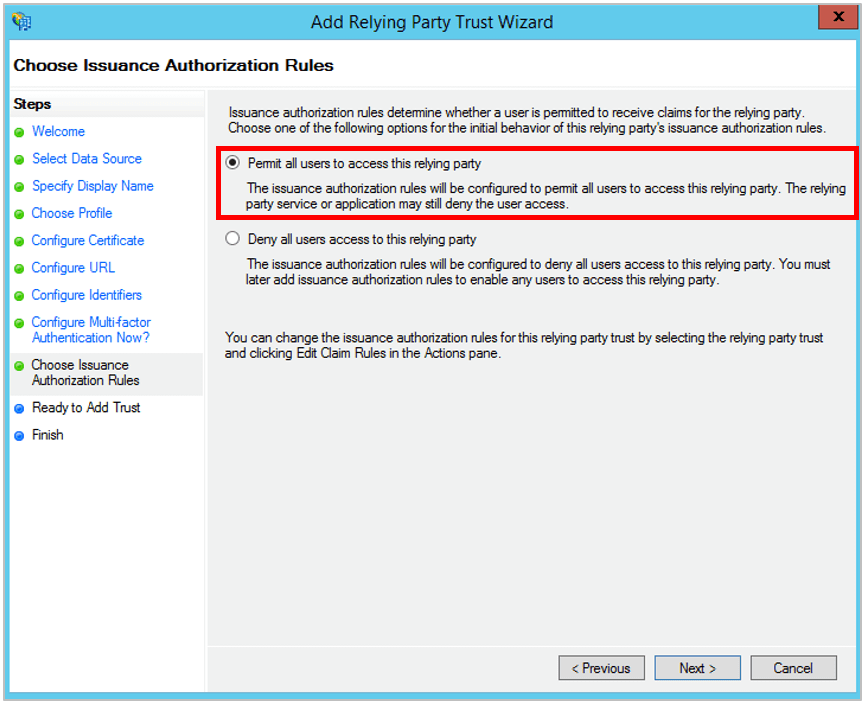 Add Relying Party Trust Wizard
x
Choose Issuance Authorization Rules
Steps
Welcome
Select Data Source
Specify Display Name
Choose Profile
Configure Certificate
Configure URL
Configure Identifiers
Configure Multi-factor
Authentication Now?
Choose Issuance
Authorization Rules
Ready to Add Trust
Finish
Issuance authorization rules determine whether a user is permitted to receive claims for the relying party.
Choose one of the following options for the initial behavior of this relying party's issuance authorization rules.
Permit all users to access this relying party
The issuance authorization rules will be configured to permit all users to access this relying party. The relying
party service or application may still deny the user access.
Deny all users access to this relying party
The issuance authorization rules will be configured to deny all users access to this relying party. You must
later add issuance authorization rules to enable any users to access this relying party.
You can change the issuance authorization rules for this relying party trust by selecting the relying party trust
and clicking Edit Claim Rules in the Actions pane.
< Previous
Next >
Cancel